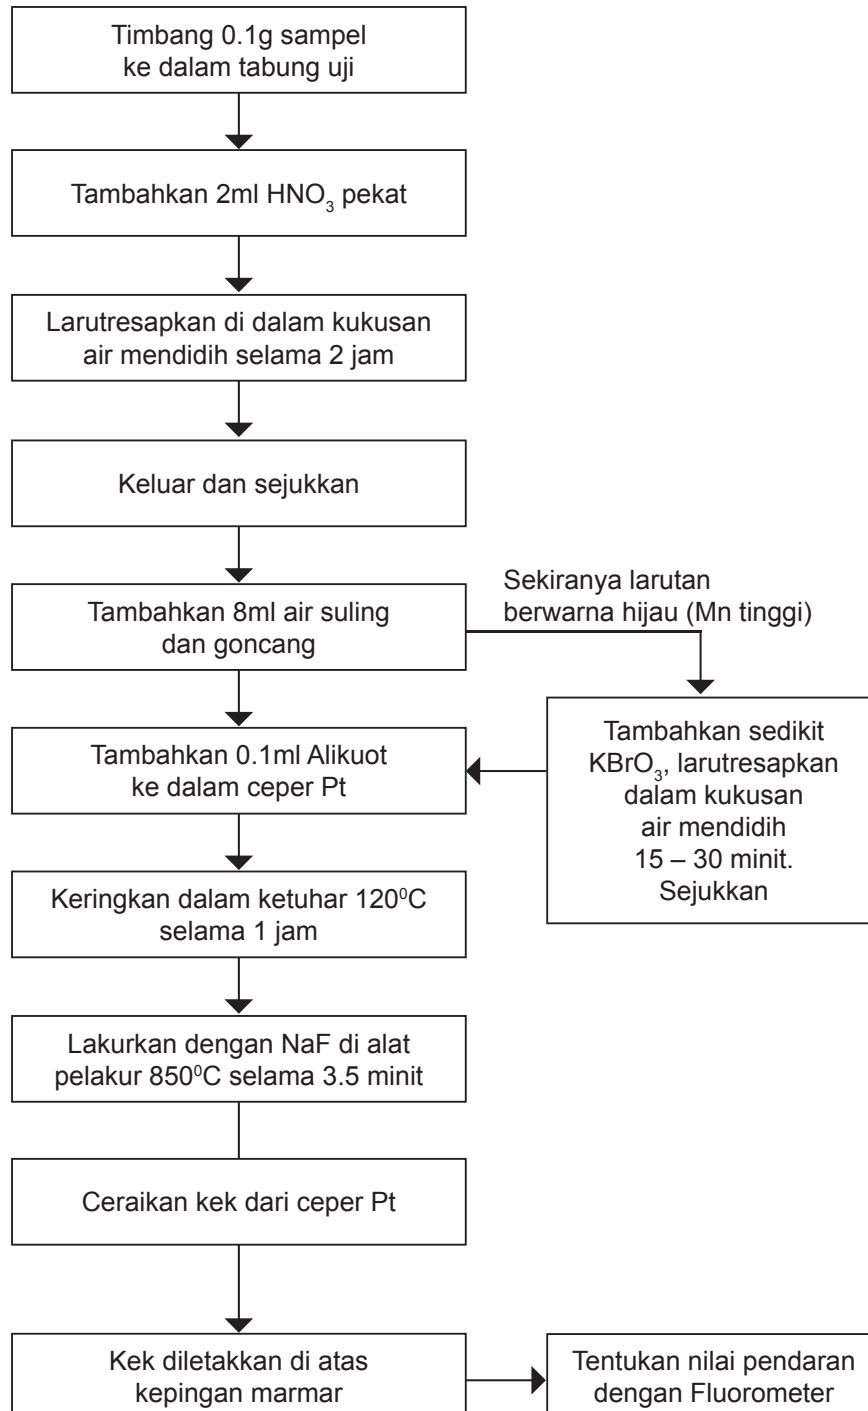 Timbang 0.1g sampel
ke dalam tabung uji
Tambahkan 2ml HNO₃ pekat
Larutresapkan di dalam kukusan
air mendidih selama 2 jam
Keluar dan sejukkan
Tambahkan 8ml air suling
dan goncang
Sekiranya larutan
berwarna hijau (Mn tinggi)
Tambahkan sedikit
KBrO₃, larutresapkan
dalam kukusan
air mendidih
15 – 30 minit.
Sejukkan
Tambahkan 0.1ml Alikuot
ke dalam ceper Pt
Keringkan dalam ketuhar 120⁰C
selama 1 jam
Lakurkan dengan NaF di alat
pelakur 850⁰C selama 3.5 minit
Ceraikan kek dari ceper Pt
Kek diletakkan di atas
kepingan marmar
Tentukan nilai pendaran
dengan Fluorometer